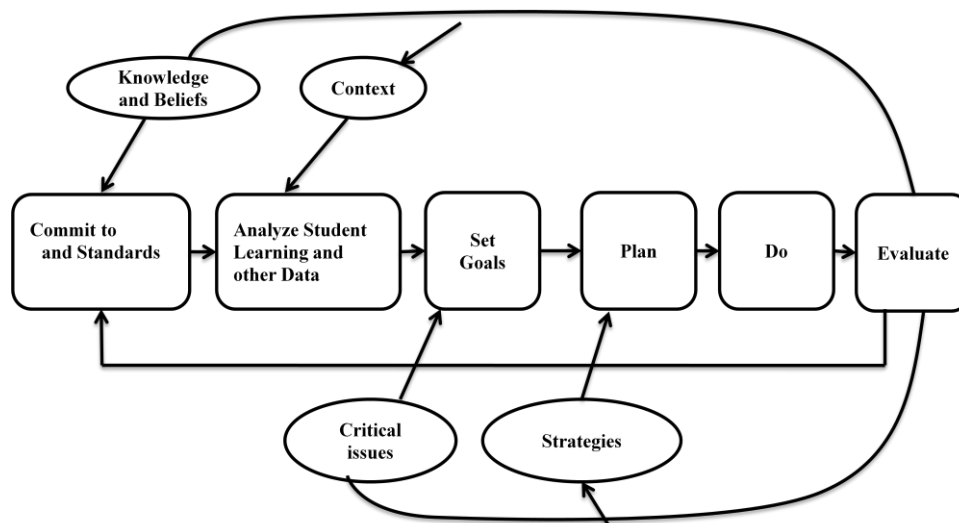 Knowledge
and Beliefs
Context
Commit to
and Standards
Analyze Student
Learning and
other Data
Set
Goals
Plan
Do
Evaluate
Critical
issues
Strategies